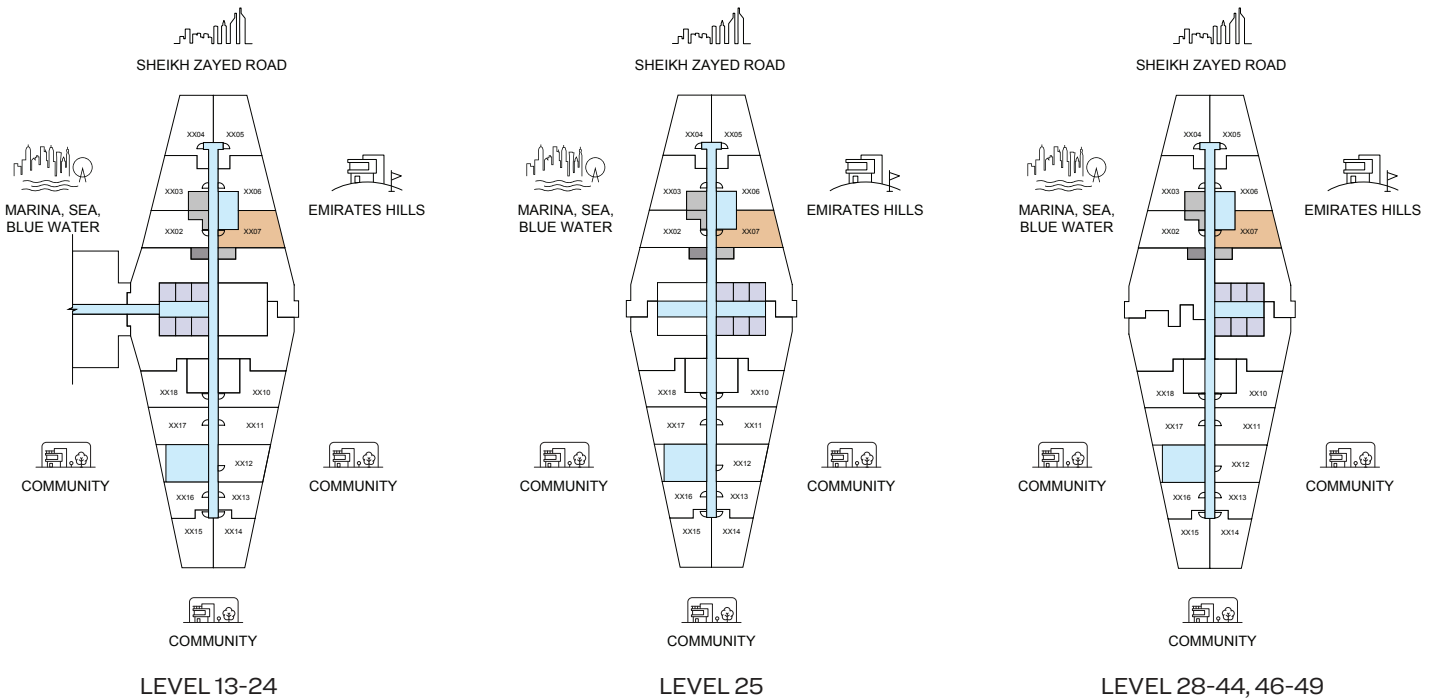 SHEIKH ZAYED ROAD
XX04
XX05
XX03
XX06
MARINA, SEA,
BLUE WATER
EMIRATES HILLS
XX02
XX07
XX18
XX10
XX17
XX11
XX12
COMMUNITY
COMMUNITY
XX16
XX13
XX15
XX14
COMMUNITY
LEVEL 13-24
SHEIKH ZAYED ROAD
XX04
XX05
XX03
XX06
MARINA, SEA,
BLUE WATER
EMIRATES HILLS
XX02
XX07
XX18
XX10
XX17
XX11
XX12
COMMUNITY
COMMUNITY
XX16
XX13
XX15
XX14
COMMUNITY
LEVEL 25
SHEIKH ZAYED ROAD
XX04
XX05
XX03
XX06
MARINA, SEA,
BLUE WATER
EMIRATES HILLS
XX02
XX07
XX18
XX10
XX17
XX11
XX12
COMMUNITY
COMMUNITY
XX16
XX13
XX15
XX14
COMMUNITY
LEVEL 28-44, 46-49